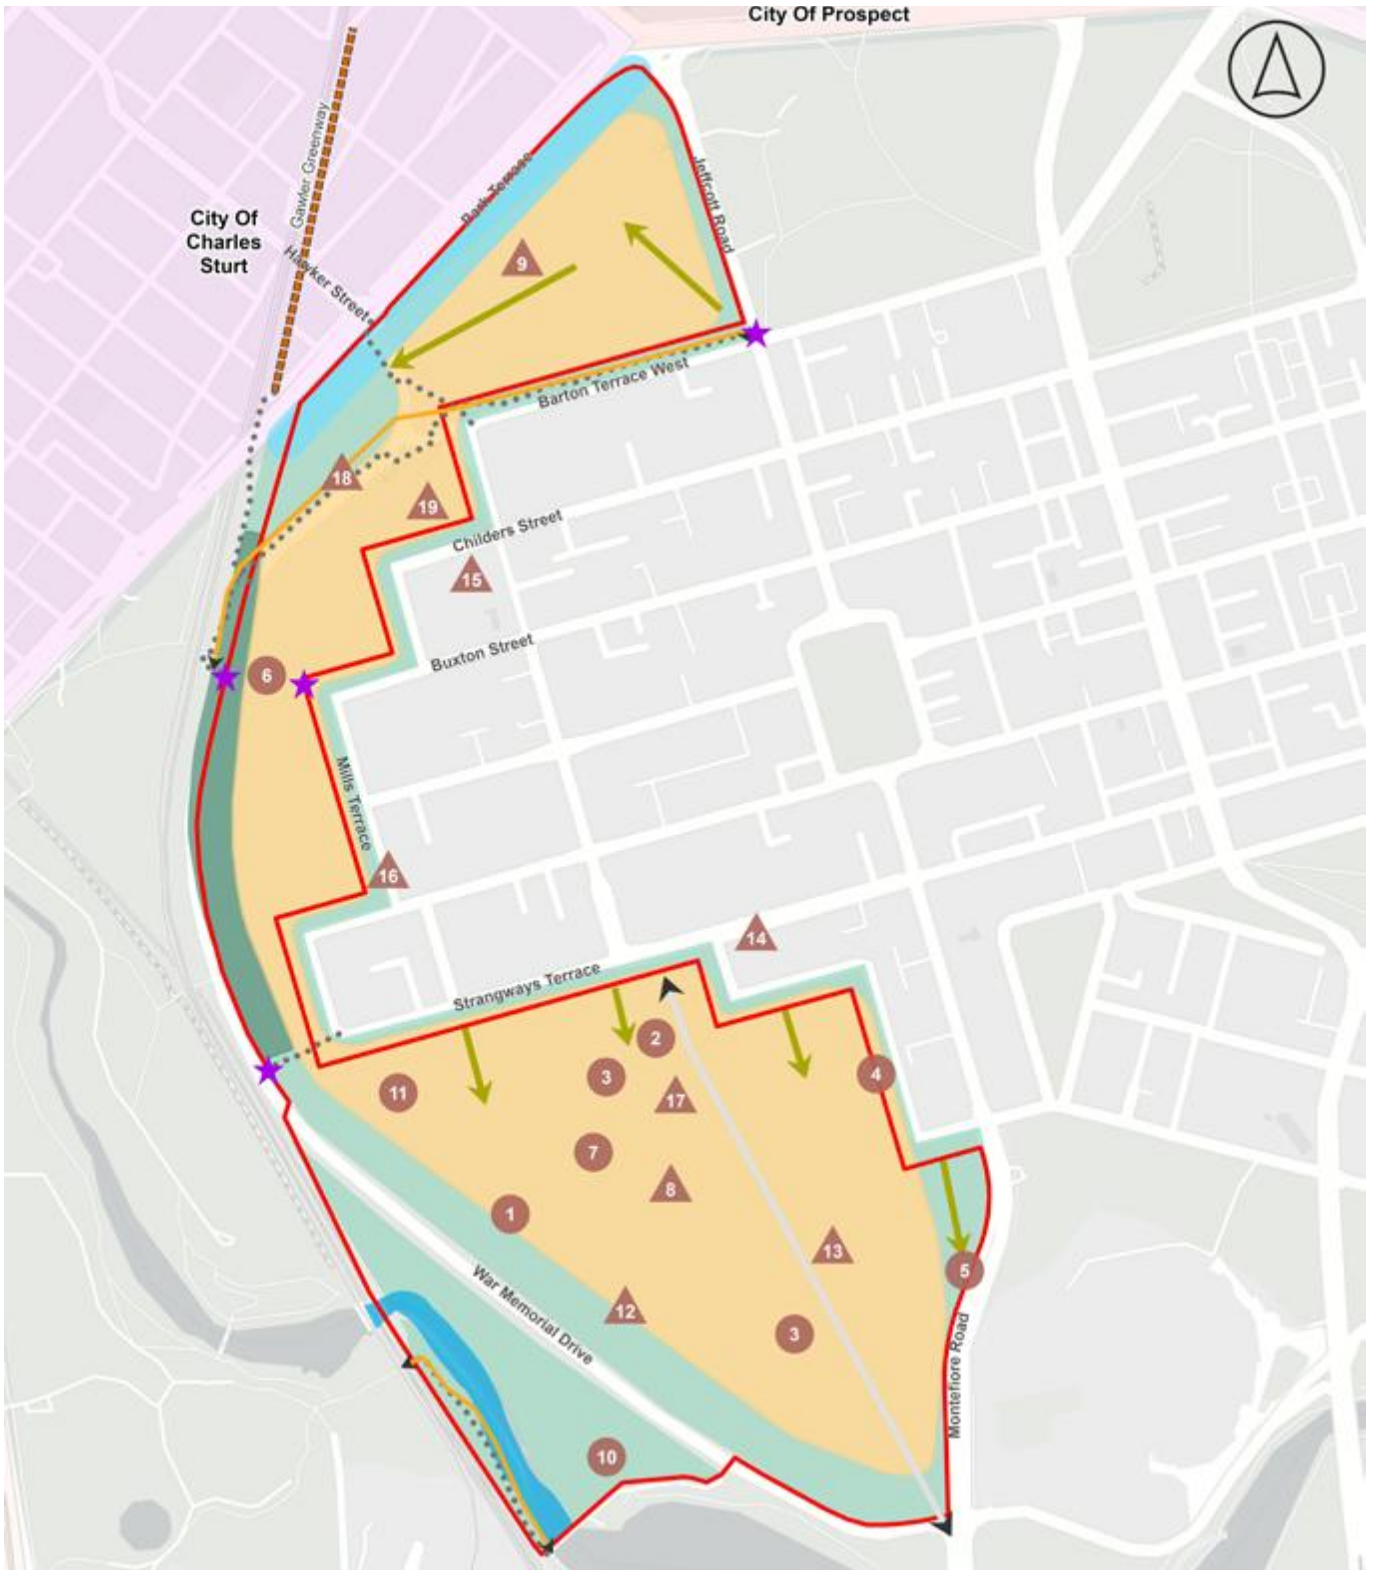 City Of Prospect
Gawler Greenway
Park Terrace
Jeffcott Road
City Of
Charles
Sturt
Hawker Street
9
Barton Terrace West
18
19
Childers Street
15
Buxton Street
6
Mills Terrace
16
14
Strangways Terrace
2
3
4
11
17
7
8
1
13
5
War Memorial Drive
12
3
Montefiore Road
10